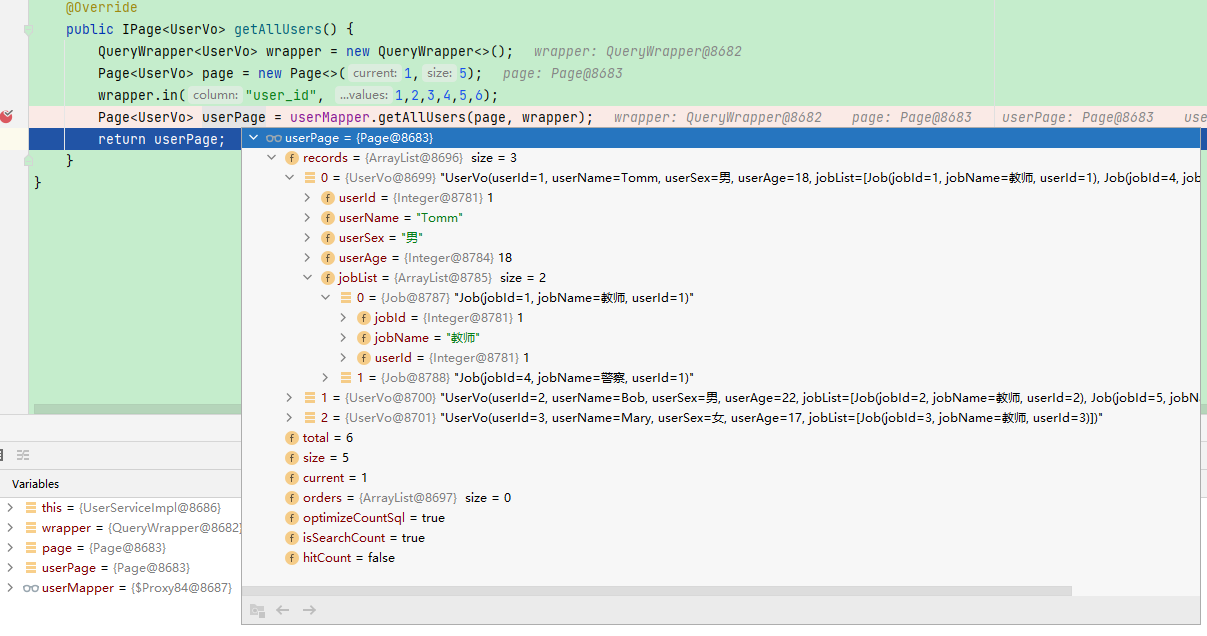 @Override
public IPage<UserVo> getAllUsers() {
QueryWrapper<UserVo> wrapper = new QueryWrapper<>();   wrapper: QueryWrapper@8682
Page<UserVo> page = new Page<>( current: 1, size: 5);   page: Page@8683
wrapper.in( column: "user_id", ...values: 1,2,3,4,5,6);
Page<UserVo> userPage = userMapper.getAllUsers(page, wrapper);   wrapper: QueryWrapper@8682   page: Page@8683   userPage: Page@8683   use
return userPage;
}
}
userPage = {Page@8683}
records = {ArrayList@8696} size = 3
0 = {UserVo@8699} "UserVo(userId=1, userName=Tomm, userSex=男, userAge=18, jobList=[Job(jobId=1, jobName=教师, userId=1), Job(jobId=4, job
userId = {Integer@8781} 1
userName = "Tomm"
userSex = "男"
userAge = {Integer@8784} 18
jobList = {ArrayList@8785} size = 2
0 = {Job@8787} "Job(jobId=1, jobName=教师, userId=1)"
jobId = {Integer@8781} 1
jobName = "教师"
userId = {Integer@8781} 1
1 = {Job@8788} "Job(jobId=4, jobName=警察, userId=1)"
1 = {UserVo@8700} "UserVo(userId=2, userName=Bob, userSex=男, userAge=22, jobList=[Job(jobId=2, jobName=教师, userId=2), Job(jobId=5, jobN
2 = {UserVo@8701} "UserVo(userId=3, userName=Mary, userSex=女, userAge=17, jobList=[Job(jobId=3, jobName=教师, userId=3)])"
total = 6
size = 5
current = 1
orders = {ArrayList@8697} size = 0
optimizeCountSql = true
isSearchCount = true
hitCount = false
Variables
this = {UserServiceImpl@8686}
wrapper = {QueryWrapper@8682}
page = {Page@8683}
userPage = {Page@8683}
userMapper = {$Proxy84@8687}